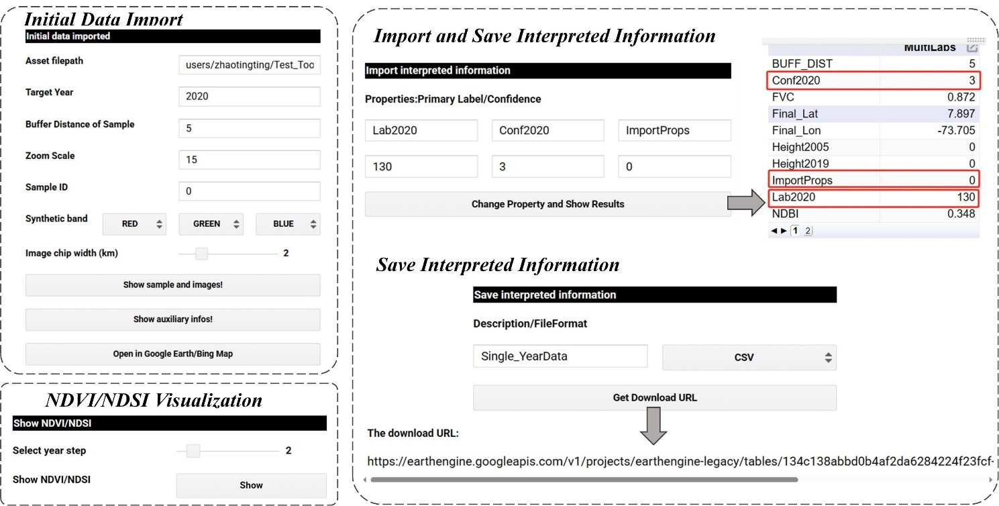 Initial Data Import
Initial data imported
Asset filepath
users/zhaotingting/Test_Too
Target Year
2020
Buffer Distance of Sample
5
Zoom Scale
15
Sample ID
0
Synthetic band
RED
GREEN
BLUE
Image chip width (km)
2
Show sample and images!
Show auxiliary infos!
Open in Google Earth/Bing Map
NDVI/NDSI Visualization
Show NDVI/NDSI
Select year step
2
Show NDVI/NDSI
Show
Import and Save Interpreted Information
Import interpreted information
Properties:Primary Label/Confidence
Lab2020 Conf2020 ImportProps
130 3 0
Change Property and Show Results
MultiLabs
BUFF_DIST 5
Conf2020 3
FVC 0.872
Final_Lat 7.897
Final_Lon -73.705
Height2005 0
Height2019 0
ImportProps 0
Lab2020 130
NDBI 0.348
1 2
Save Interpreted Information
Save interpreted information
Description/FileFormat
Single_YearData
CSV
Get Download URL
The download URL:
https://earthengine.googleapis.com/v1/projects/earthengine-legacy/tables/134c138abbd0b4af2da6284224f23fcf-